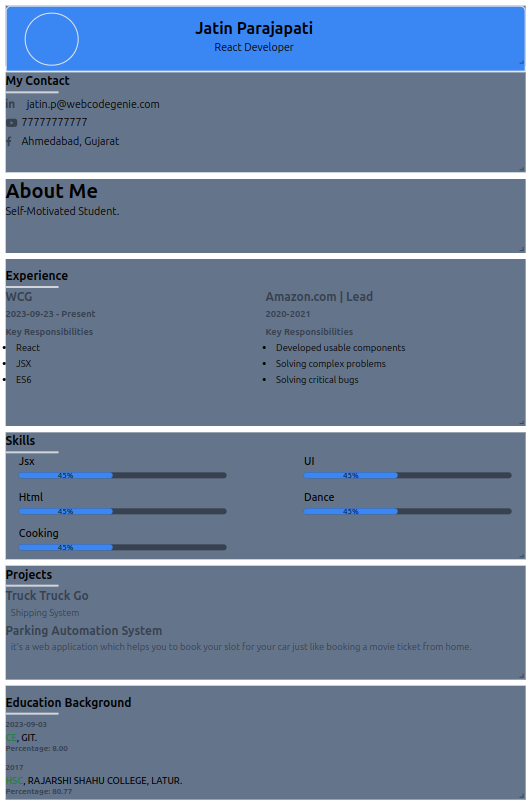 Jatin Parajapati
React Developer
My Contact
in jatin.p@webcodegenie.com
77777777777
Ahmedabad, Gujarat
About Me
Self-Motivated Student.
Experience
WCG
2023-09-23 - Present
Key Responsibilities
React
JSX
ES6
Amazon.com | Lead
2020-2021
Key Responsibilities
Developed usable components
Solving complex problems
Solving critical bugs
Skills
Jsx
45%
UI
45%
Html
45%
Dance
45%
Cooking
45%
Projects
Truck Truck Go
Shipping System
Parking Automation System
it's a web application which helps you to book your slot for your car just like booking a movie ticket from home.
Education Background
2023-09-03
CE, GIT.
Percentage: 8.00
2017
HSC, RAJARSHI SHAHU COLLEGE, LATUR.
Percentage: 80.77